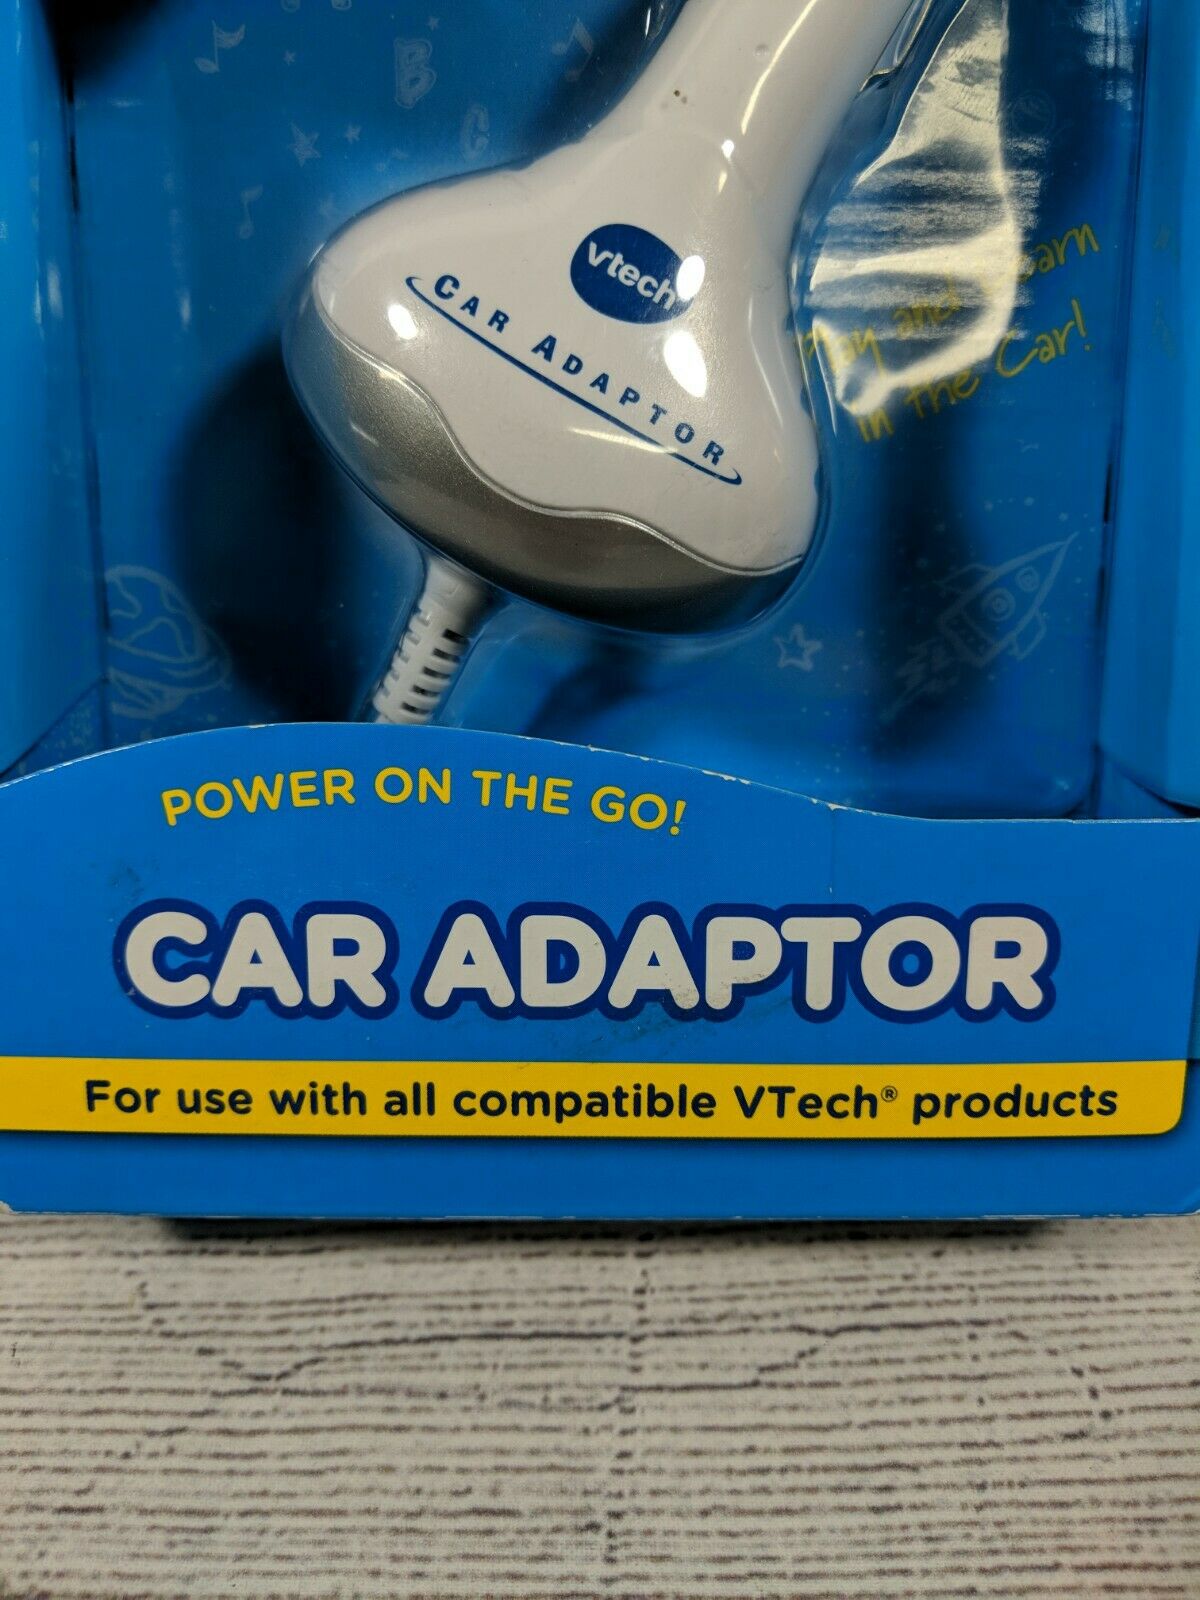 B
C
vtech
CAR ADAPTOR
Play and Learn
in the Car!
POWER ON THE GO!
CAR ADAPTOR
For use with all compatible VTech® products